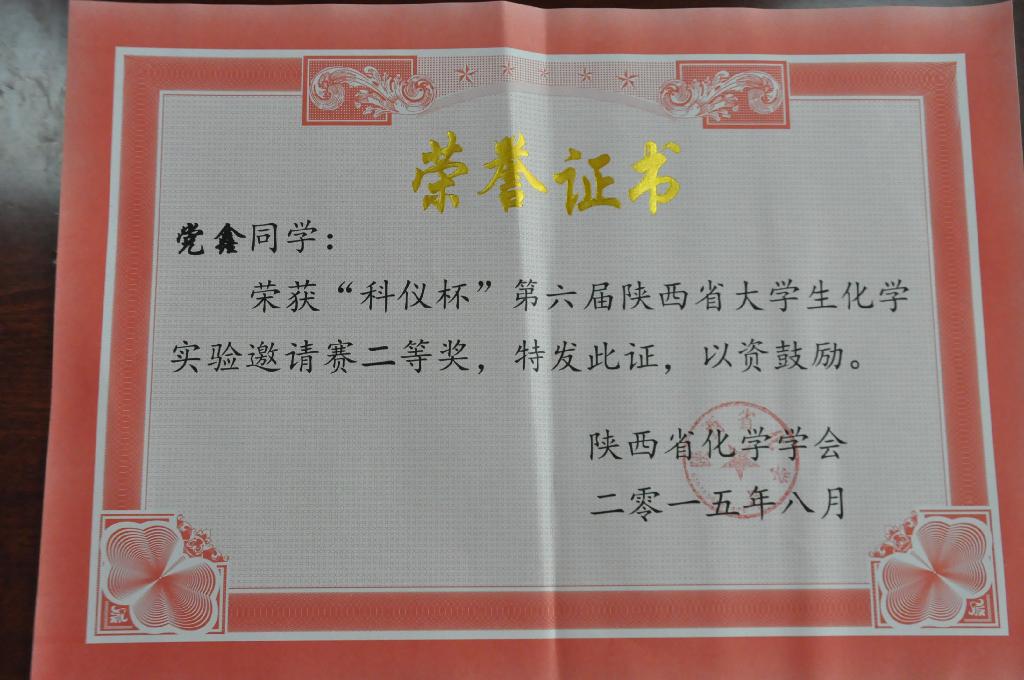 荣誉证书
党鑫同学：
荣获“科仪杯”第六届陕西省大学生化学
实验邀请赛二等奖，特发此证，以资鼓励。
陕西省化学学会
二零一五年八月